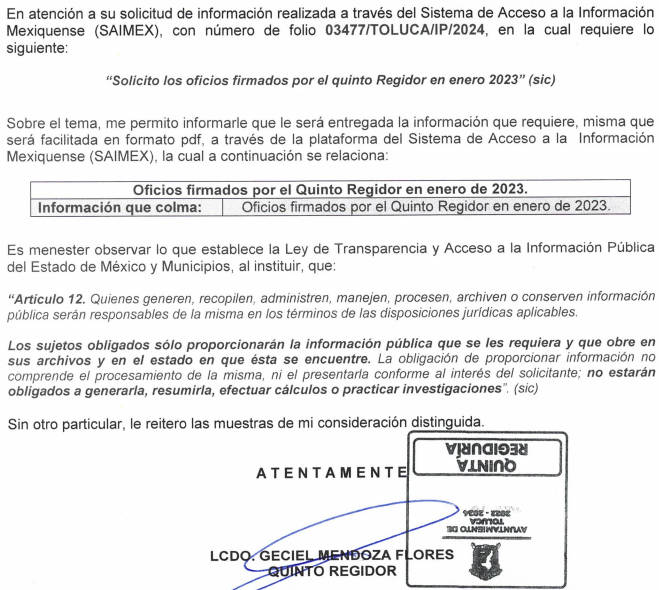 En atención a su solicitud de información realizada a través del Sistema de Acceso a la Información
Mexiquense (SAIMEX), con número de folio 03477/TOLUCA/IP/2024, en la cual requiere lo
siguiente:
“Solicito los oficios firmados por el quinto Regidor en enero 2023” (sic)
Sobre el tema, me permito informarle que le será entregada la información que requiere, misma que
será facilitada en formato pdf, a través de la plataforma del Sistema de Acceso a la Información
Mexiquense (SAIMEX), la cual a continuación se relaciona:
Oficios firmados por el Quinto Regidor en enero de 2023.
Información que colma: Oficios firmados por el Quinto Regidor en enero de 2023.
Es menester observar lo que establece la Ley de Transparencia y Acceso a la Información Pública
del Estado de México y Municipios, al instituir, que:
“Artículo 12. Quienes generen, recopilen, administren, manejen, procesen, archiven o conserven información
pública serán responsables de la misma en los términos de las disposiciones jurídicas aplicables.
Los sujetos obligados sólo proporcionarán la información pública que se les requiera y que obre en
sus archivos y en el estado en que ésta se encuentre. La obligación de proporcionar información no
comprende el procesamiento de la misma, ni el presentarla conforme al interés del solicitante; no estarán
obligados a generarla, resumirla, efectuar cálculos o practicar investigaciones”. (sic)
Sin otro particular, le reitero las muestras de mi consideración distinguida.
ATENTAMENTE
LCDO. GECIEL MENDOZA FLORES
QUINTO REGIDOR
AYUNTAMIENTO DE
TOLUCA
2022 - 2024
QUINTA
REGIDURÍA